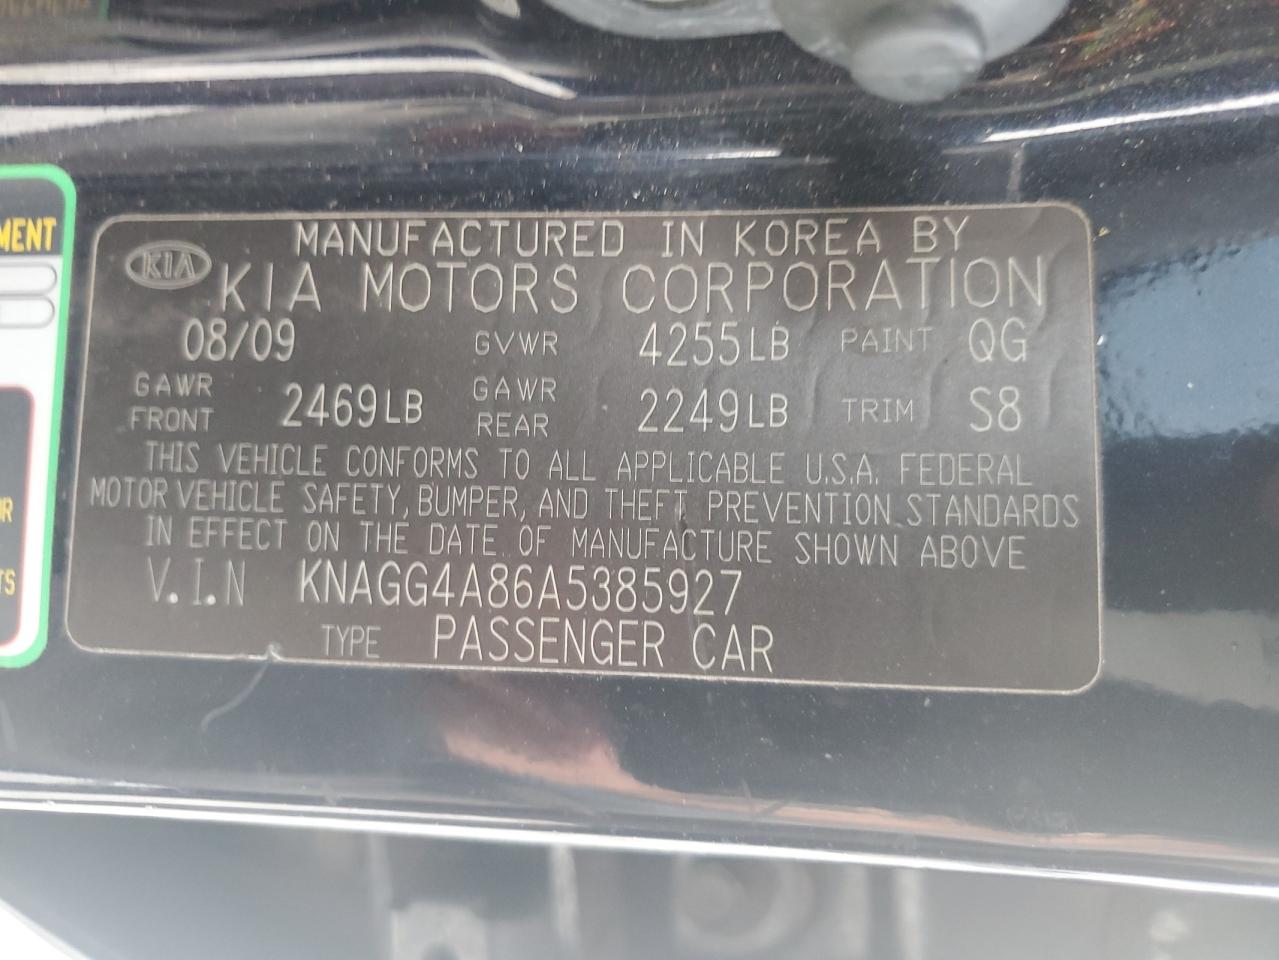 MENT
MANUFACTURED IN KOREA BY
KIA KIA MOTORS CORPORATION
08/09 GVWR 4255LB PAINT QG
GAWR FRONT 2469LB GAWR REAR 2249LB TRIM S8
THIS VEHICLE CONFORMS TO ALL APPLICABLE U.S.A. FEDERAL
MOTOR VEHICLE SAFETY, BUMPER, AND THEFT PREVENTION STANDARDS
IN EFFECT ON THE DATE OF MANUFACTURE SHOWN ABOVE
V.I.N KNAGG4A86A5385927
TYPE PASSENGER CAR